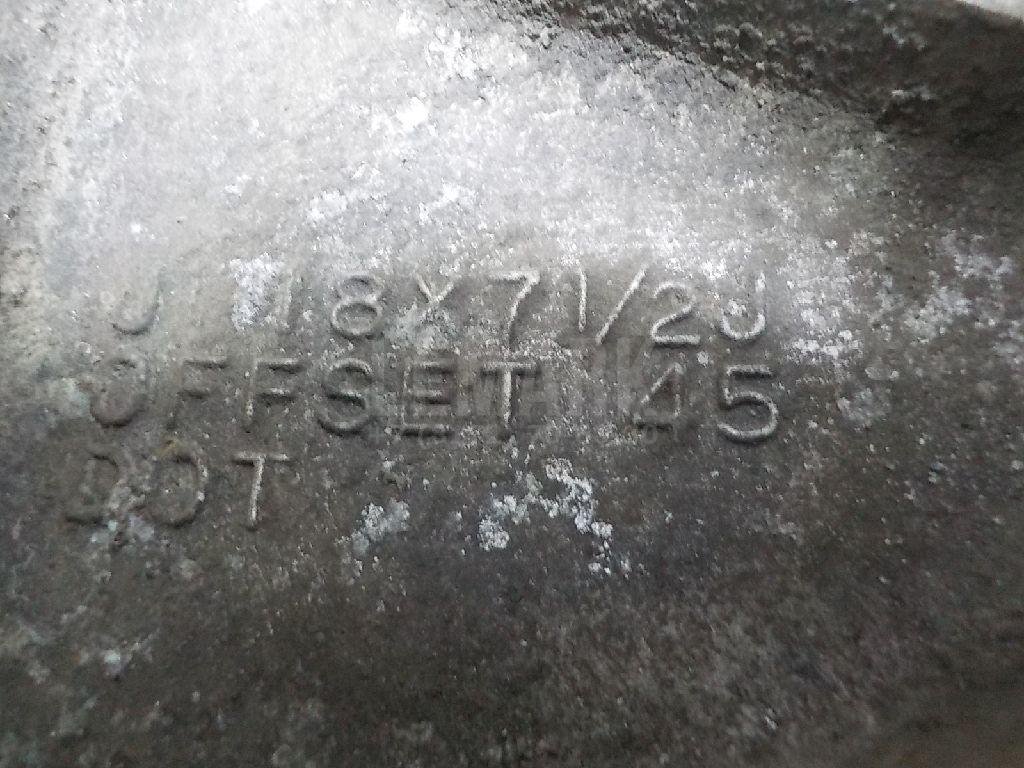 J 18X7 1/2J
OFFSET 45
DOT